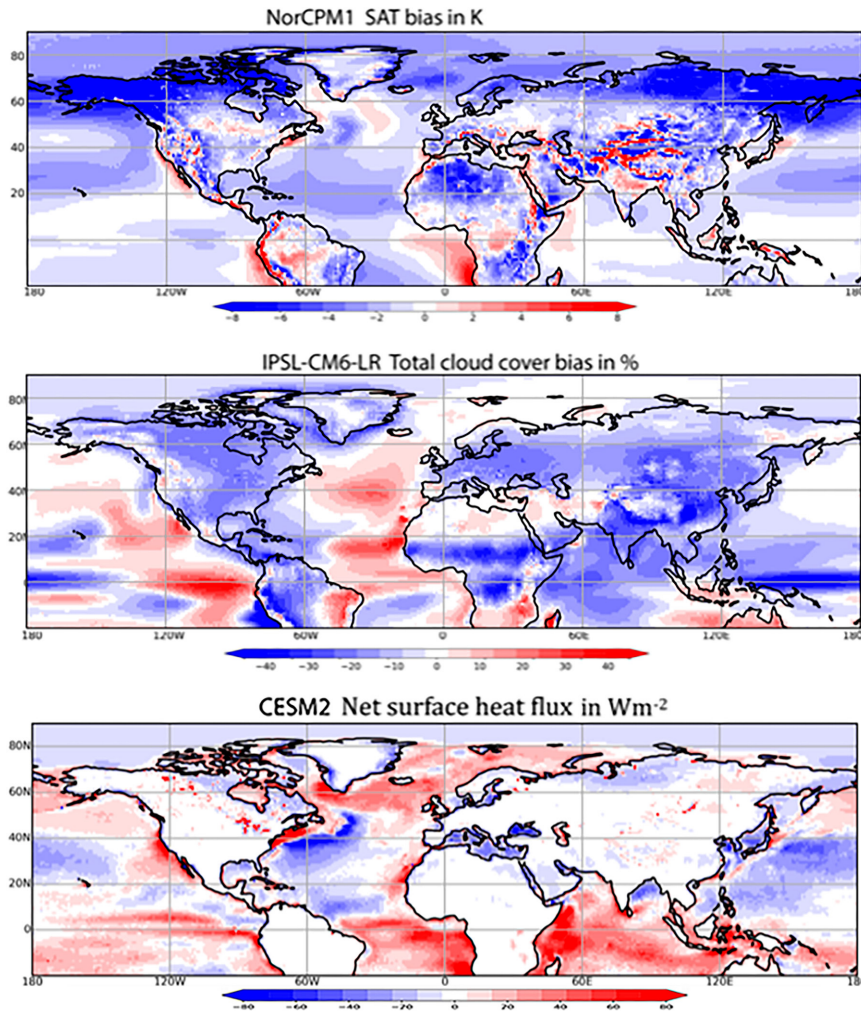 NorCPM1 SAT bias in K
80
60
40
20
180 120W 60W 0 60E 120E 180
−8 −6 −4 −2 0 2 4 6 8
IPSL-CM6-LR Total cloud cover bias in %
80
60
40
20
0
180 120W 60W 0 60E 120E 180
−40 −30 −20 −10 0 10 20 30 40
CESM2 Net surface heat flux in Wm-2
80N
60N
40N
20N
0
180 120W 60W 0 60E 120E 180
−80 −60 −40 −20 0 20 40 60 80